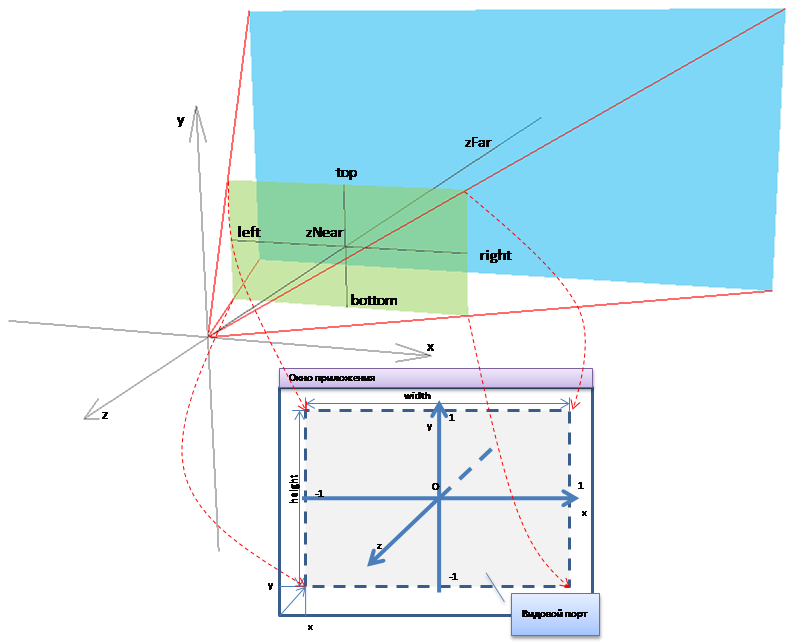 y
zFar
top
left
zNear
right
bottom
x
z
Окно приложения
width
1
y
height
O
1
-1
x
z
-1
y
Видовой порт
x